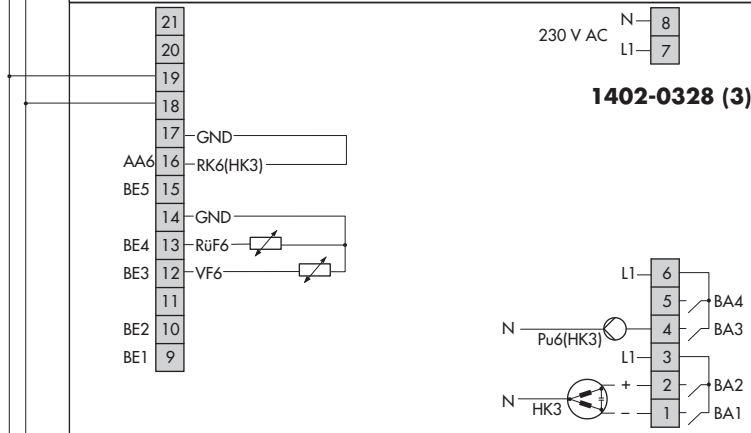 21
20
19
18
17 GND
AA6 16 RK6(HK3)
BE5 15
14 GND
BE4 13 RüF6
BE3 12 VF6
11
BE2 10
BE1 9
N 8
230 V AC
L1 7
1402-0328 (3)
L1 6
5 BA4
N Pu6(HK3) 4 BA3
L1 3
+ 2 BA2
N HK3
– 1 BA1